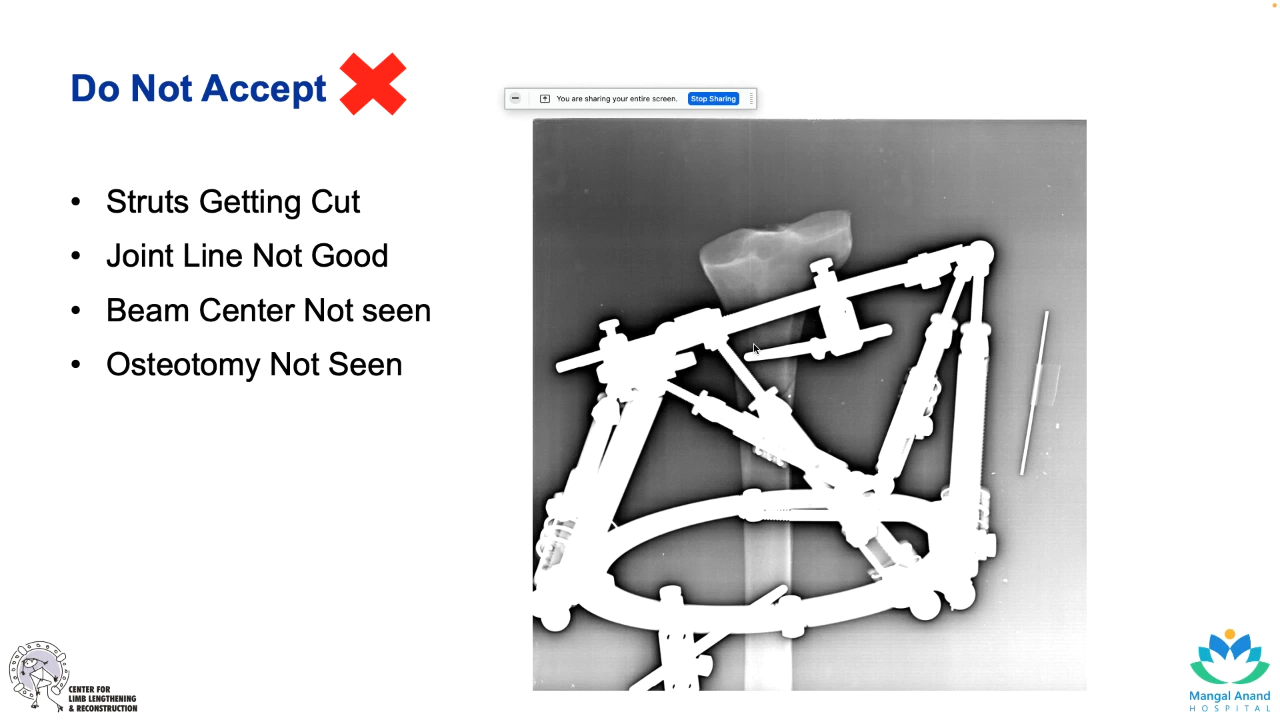 Do Not Accept
You are sharing your entire screen.
Stop Sharing
• Struts Getting Cut
• Joint Line Not Good
• Beam Center Not seen
• Osteotomy Not Seen
CENTER FOR
LIMB LENGTHENING
& RECONSTRUCTION
Mangal Anand
HOSPITAL